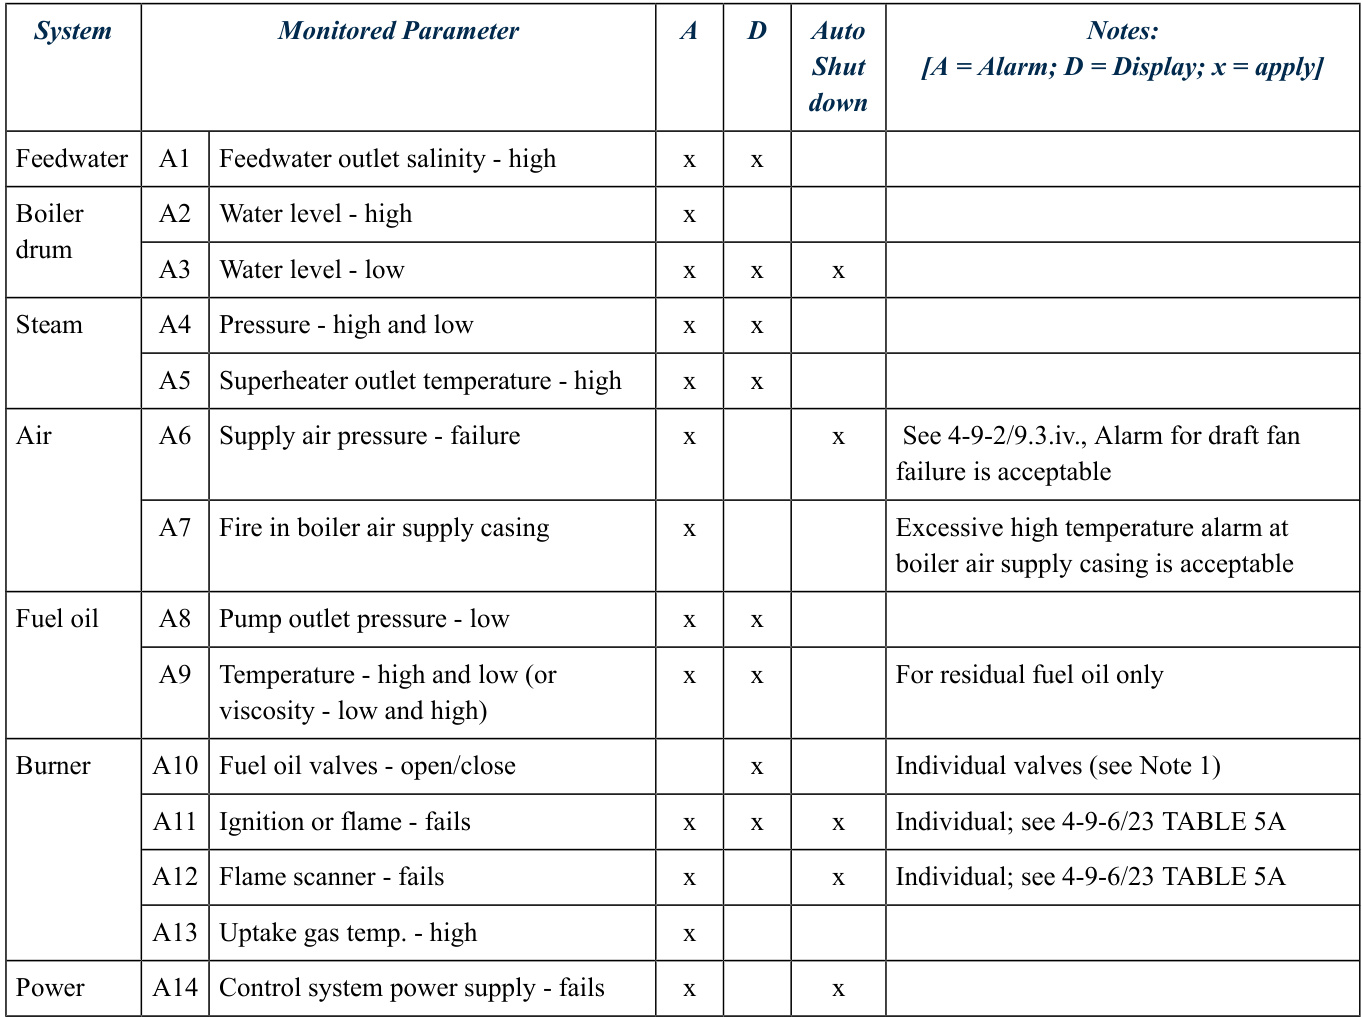 System Monitored Parameter A D Auto Shut down Notes: [A = Alarm; D = Display; x = apply]
Feedwater A1 Feedwater outlet salinity - high x x
Boiler drum A2 Water level - high x
A3 Water level - low x x x
Steam A4 Pressure - high and low x x
A5 Superheater outlet temperature - high x x
Air A6 Supply air pressure - failure x x See 4-9-2/9.3.iv., Alarm for draft fan failure is acceptable
A7 Fire in boiler air supply casing x Excessive high temperature alarm at boiler air supply casing is acceptable
Fuel oil A8 Pump outlet pressure - low x x
A9 Temperature - high and low (or viscosity - low and high) x x For residual fuel oil only
Burner A10 Fuel oil valves - open/close x Individual valves (see Note 1)
A11 Ignition or flame - fails x x x Individual; see 4-9-6/23 TABLE 5A
A12 Flame scanner - fails x x Individual; see 4-9-6/23 TABLE 5A
A13 Uptake gas temp. - high x
Power A14 Control system power supply - fails x x